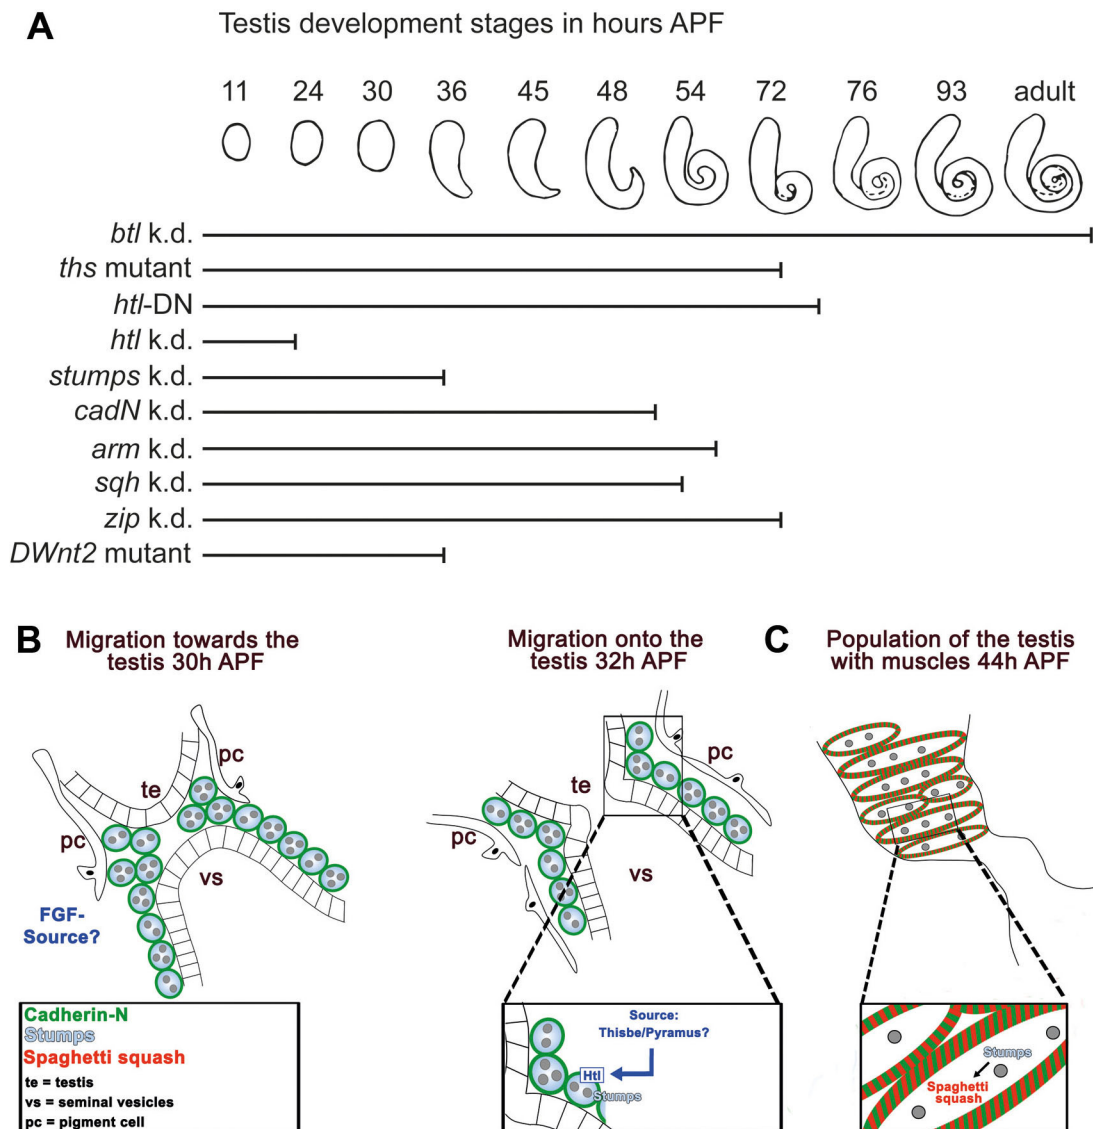 A
Testis development stages in hours APF
11 24 30 36 45 48 54 72 76 93 adult
btl k.d.
ths mutant
htl-DN
htl k.d.
stumps k.d.
cadN k.d.
arm k.d.
sqh k.d.
zip k.d.
DWnt2 mutant
B
Migration towards the
testis 30h APF
pc
te
pc
vs
FGF-
Source?
Cadherin-N
Stumps
Spaghetti squash
te = testis
vs = seminal vesicles
pc = pigment cell
Migration onto the
testis 32h APF
pc
te
pc
vs
Source:
Thisbe/Pyramus?
Htl
Stumps
C
Population of the testis
with muscles 44h APF
Stumps
Spaghetti
squash